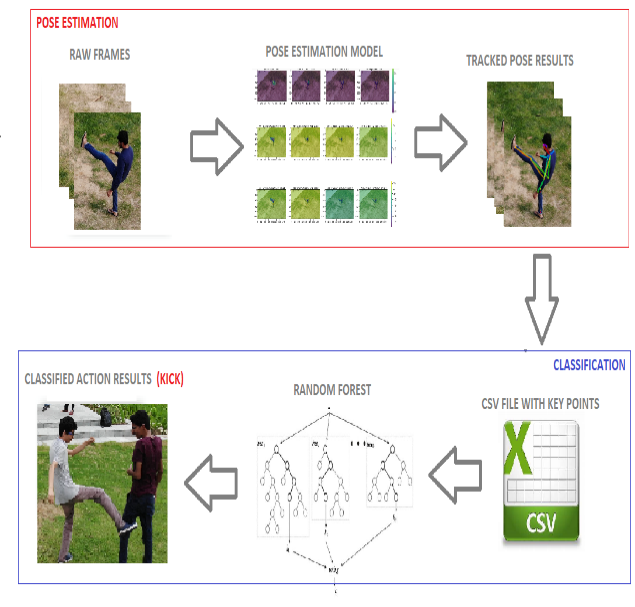 POSE ESTIMATION
RAW FRAMES
POSE ESTIMATION MODEL
TRACKED POSE RESULTS
CLASSIFICATION
CLASSIFIED ACTION RESULTS (KICK)
RANDOM FOREST
CSV FILE WITH KEY POINTS
X
CSV